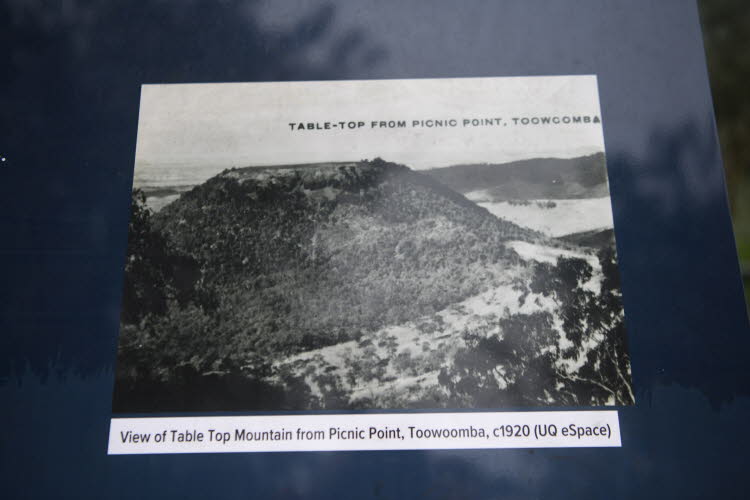 TABLE-TOP FROM PICNIC POINT, TOOWOOMBA
View of Table Top Mountain from Picnic Point, Toowoomba, c1920 (UQ eSpace)